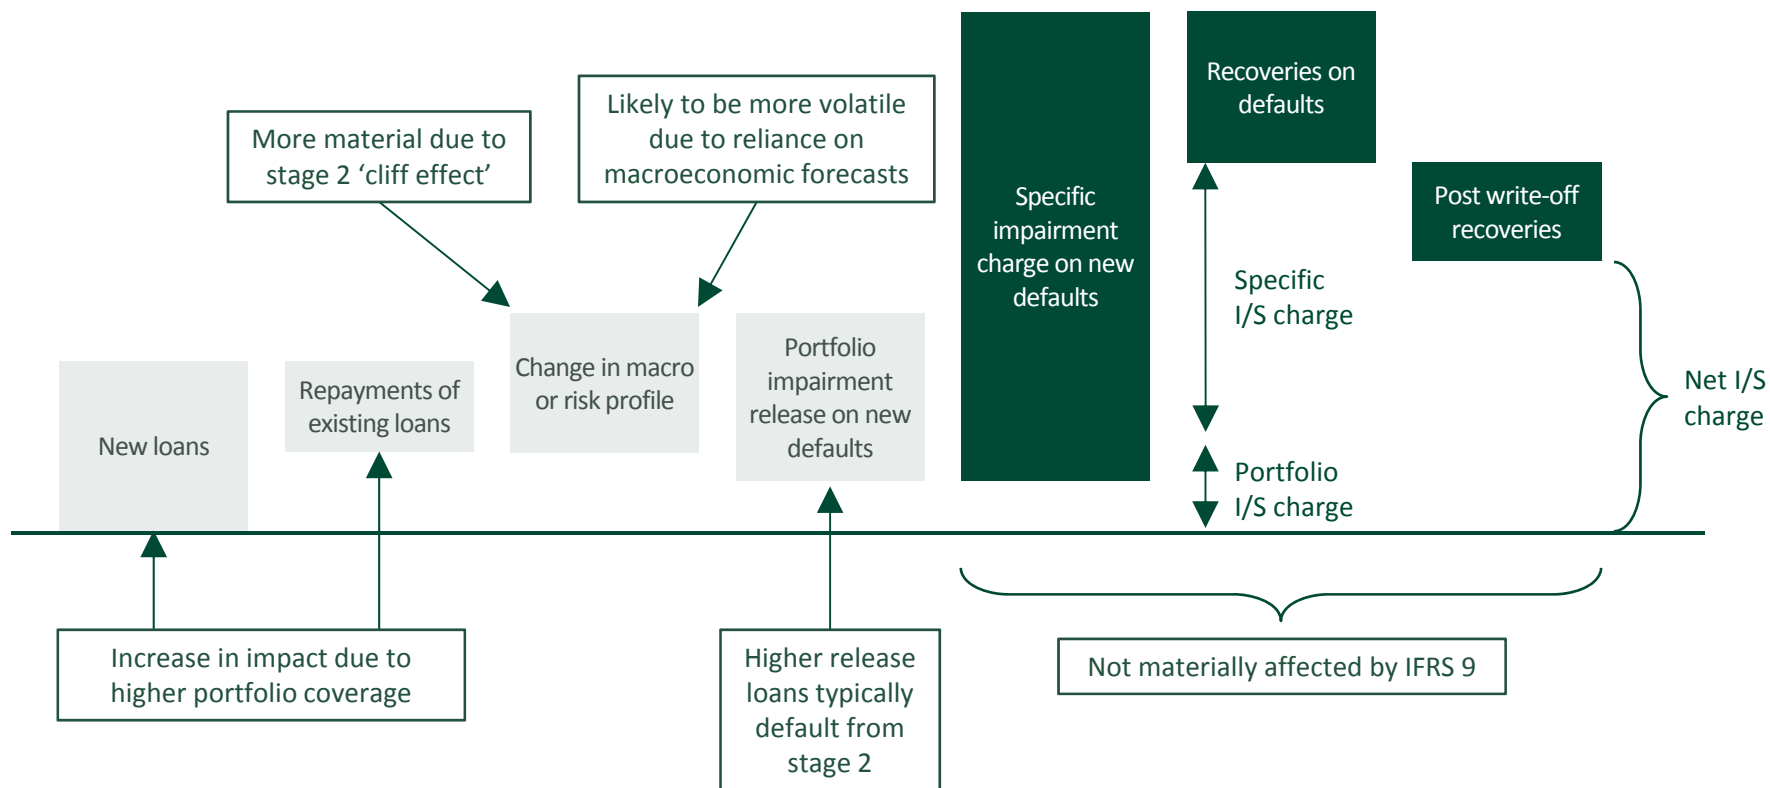 More material due to
stage 2 ‘cliff effect’
Likely to be more volatile
due to reliance on
macroeconomic forecasts
New loans
Repayments of
existing loans
Change in macro
or risk profile
Portfolio
impairment
release on new
defaults
Specific
impairment
charge on new
defaults
Recoveries on
defaults
Post write-off
recoveries
Specific
I/S charge
Portfolio
I/S charge
Net I/S
charge
Increase in impact due to
higher portfolio coverage
Higher release
loans typically
default from
stage 2
Not materially affected by IFRS 9